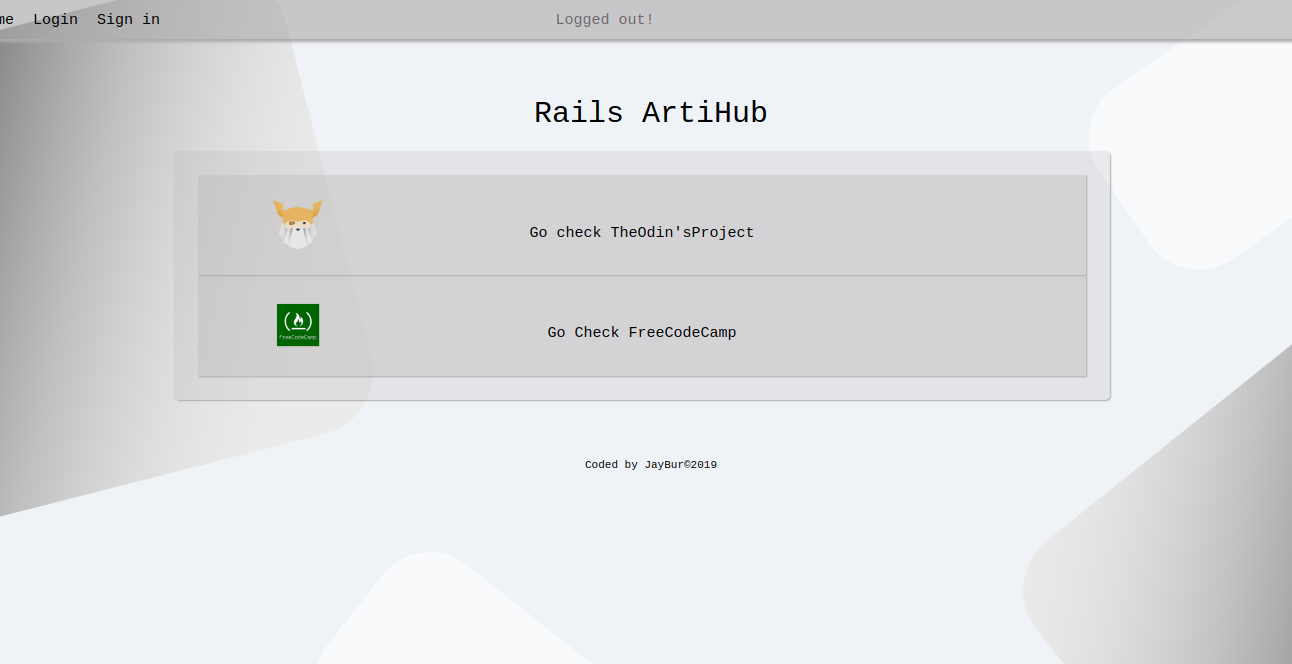 me Login Sign in Logged out!
Rails ArtiHub
Go check TheOdin'sProject
FreeCodeCamp
Go Check FreeCodeCamp
Coded by JayBur©2019